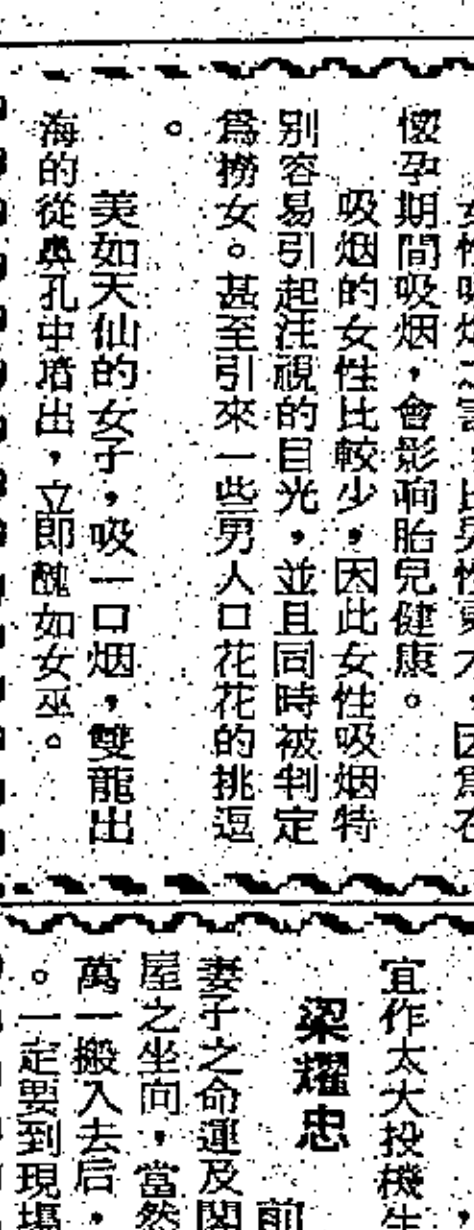 懷孕期間吸烟，會影响胎兒健康。
吸烟的女性比較少，因此女性吸烟特
别容易引起注視的目光，並且同時被判定
爲撈女。甚至引來一些男人口花花的挑逗
。
美如天仙的女子，吸一口烟，雙龍出
海的從鼻孔中噴出，立即醜如女巫。
宜作太大投機生
前
梁耀忠
妻子之命運及閣
屋之坐向，當然
萬一搬入去后，
。一定要到現場